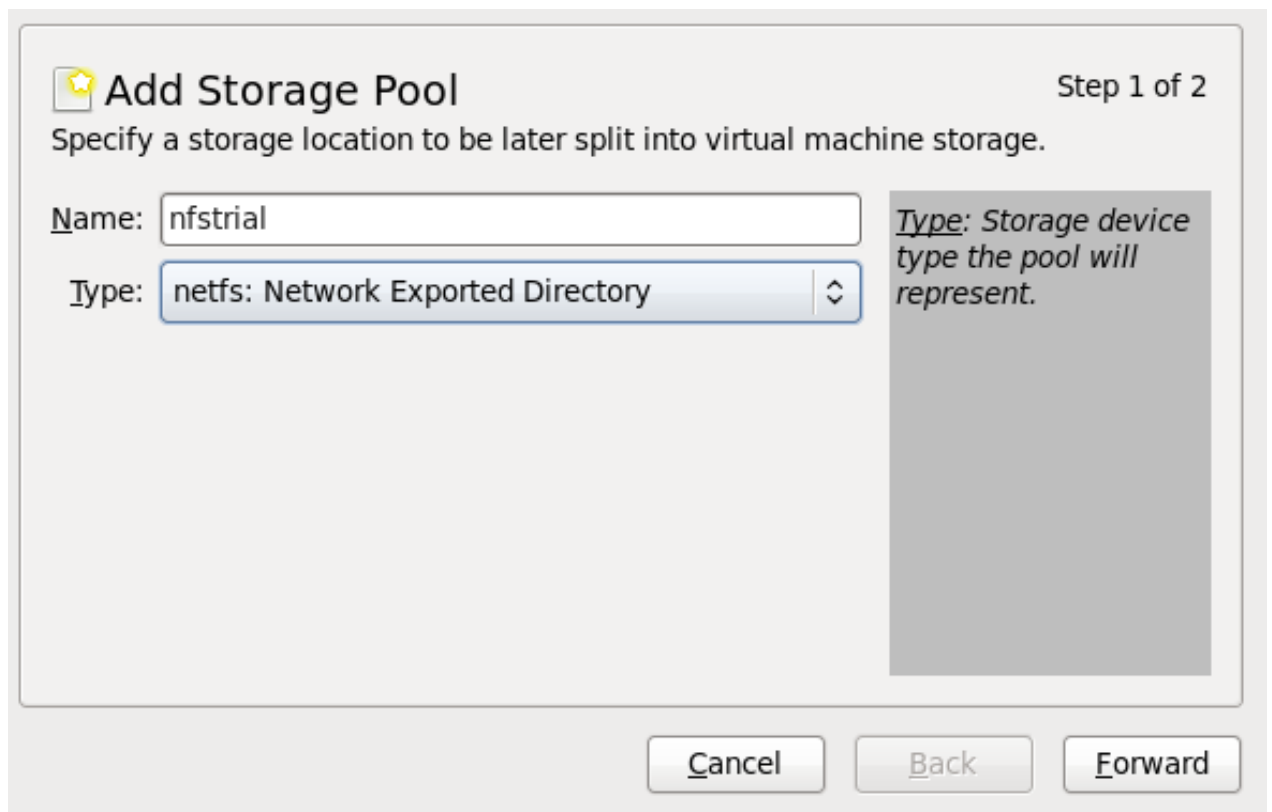 Add Storage Pool
Step 1 of 2
Specify a storage location to be later split into virtual machine storage.
Name: nfstrial
Type: netfs: Network Exported Directory
Type: Storage device
type the pool will
represent.
Cancel
Back
Forward